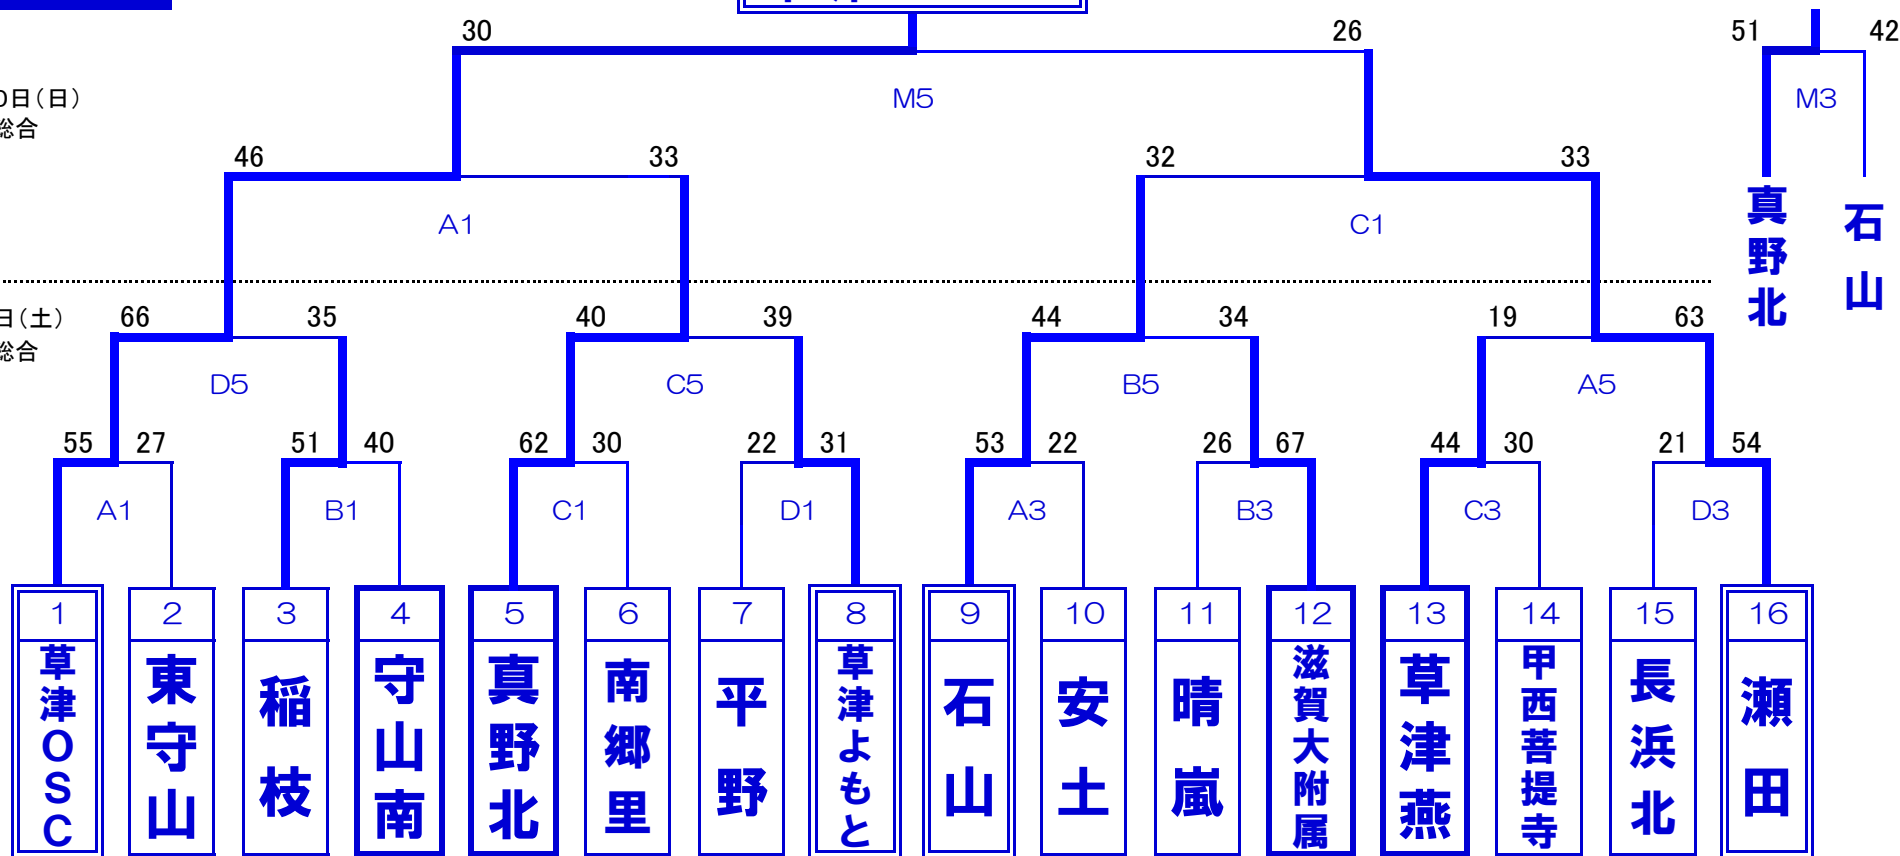 30 26 51 42
M5 M3
日(日)
総合
46 33 32 33
A1 C1
真野北 石山
日(土)
総合
66 35 40 39 44 34 19 63
D5 C5 B5 A5
55 27 51 40 62 30 22 31 53 22 26 67 44 30 21 54
A1 B1 C1 D1 A3 B3 C3 D3
1 2 3 4 5 6 7 8 9 10 11 12 13 14 15 16
草津OSC
東守山
稲枝
守山南
真野北
南郷里
平野
草津よもと
石山
安土
晴嵐
滋賀大附属
草津燕
甲西菩提寺
長浜北
瀬田